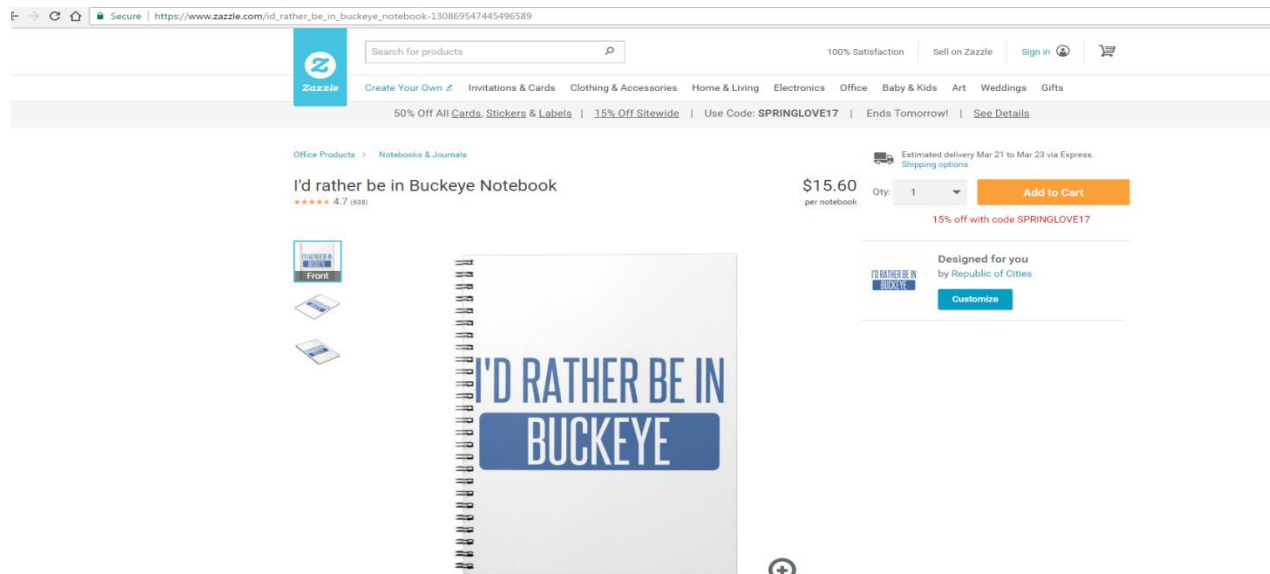 Secure | https://www.zazzle.com/id_rather_be_in_buckeye_notebook-130869547445496589
Zazzle
Search for products
100% Satisfaction
Sell on Zazzle
Sign in
Create Your Own
Invitations & Cards
Clothing & Accessories
Home & Living
Electronics
Office
Baby & Kids
Art
Weddings
Gifts
50% Off All Cards, Stickers & Labels | 15% Off Sitewide | Use Code: SPRINGLOVE17 | Ends Tomorrow! | See Details
Office Products > Notebooks & Journals
I'd rather be in Buckeye Notebook
4.7 (638)
$15.60
per notebook
Estimated delivery Mar 21 to Mar 23 via Express.
Shipping options
Qty: 1
Add to Cart
15% off with code SPRINGLOVE17
I'D RATHER BE IN
BUCKEYE
Designed for you
by Republic of Cities
Customize
I'D RATHER BE IN
BUCKEYE
Front
I'D RATHER BE IN
BUCKEYE